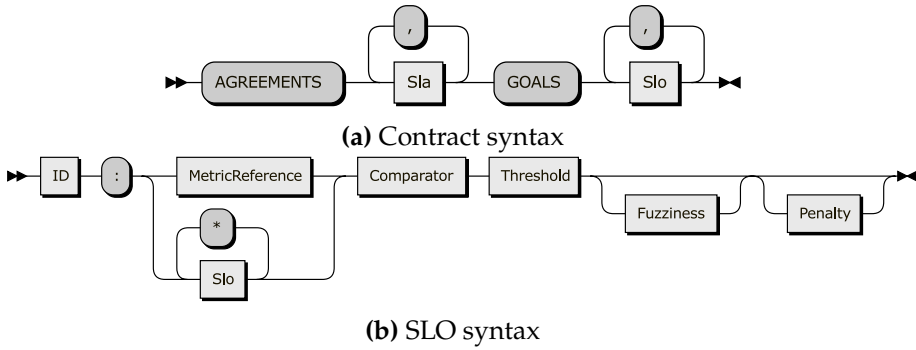 , ,
AGREEMENTS Sla GOALS Slo
(a) Contract syntax
ID : MetricReference Comparator Threshold
Fuzziness Penalty
*
Slo
(b) SLO syntax